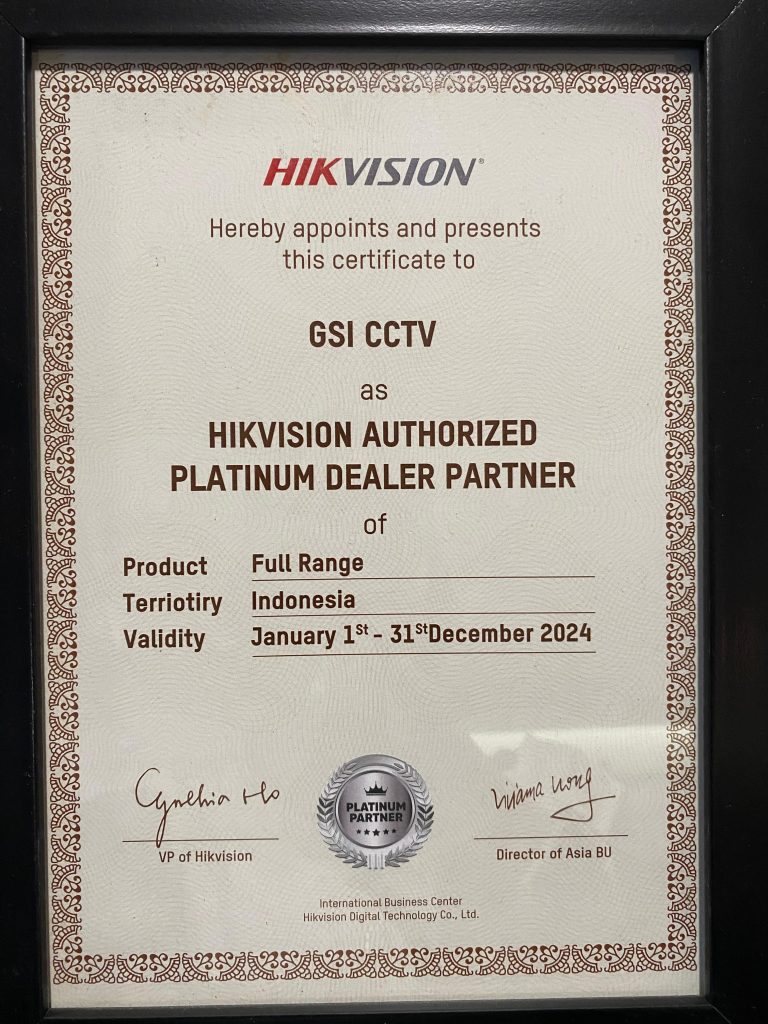 HIKVISION®
Hereby appoints and presents
this certificate to
GSI CCTV
as
HIKVISION AUTHORIZED
PLATINUM DEALER PARTNER
of
Product Full Range
Terriotiry Indonesia
Validity January 1St - 31StDecember 2024
Cynthia Ho
PLATINUM
PARTNER
VP of Hikvision
Director of Asia BU
International Business Center
Hikvision Digital Technology Co., Ltd.